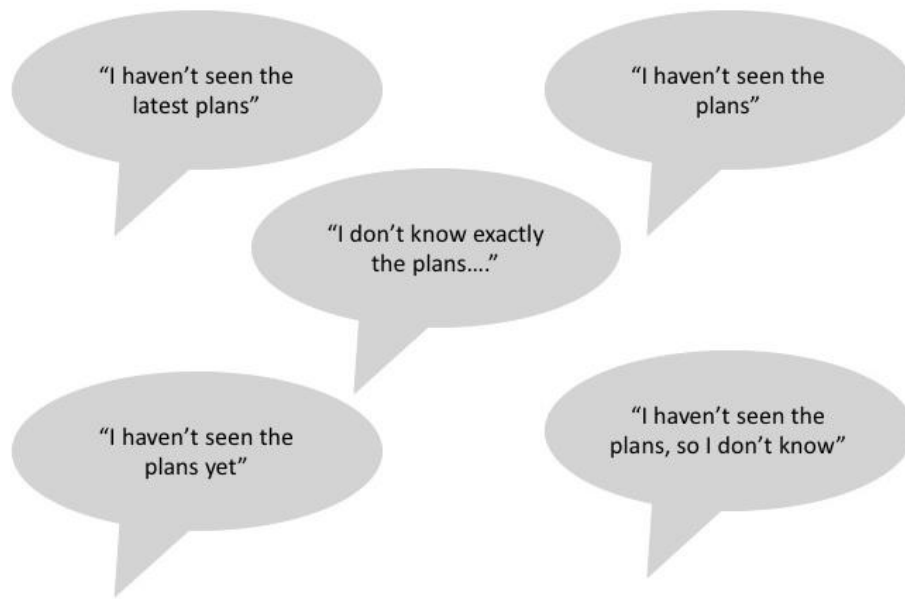 “I haven’t seen the
latest plans”
“I haven’t seen the
plans”
“I don’t know exactly
the plans....”
“I haven’t seen the
plans yet”
“I haven’t seen the
plans, so I don’t know”